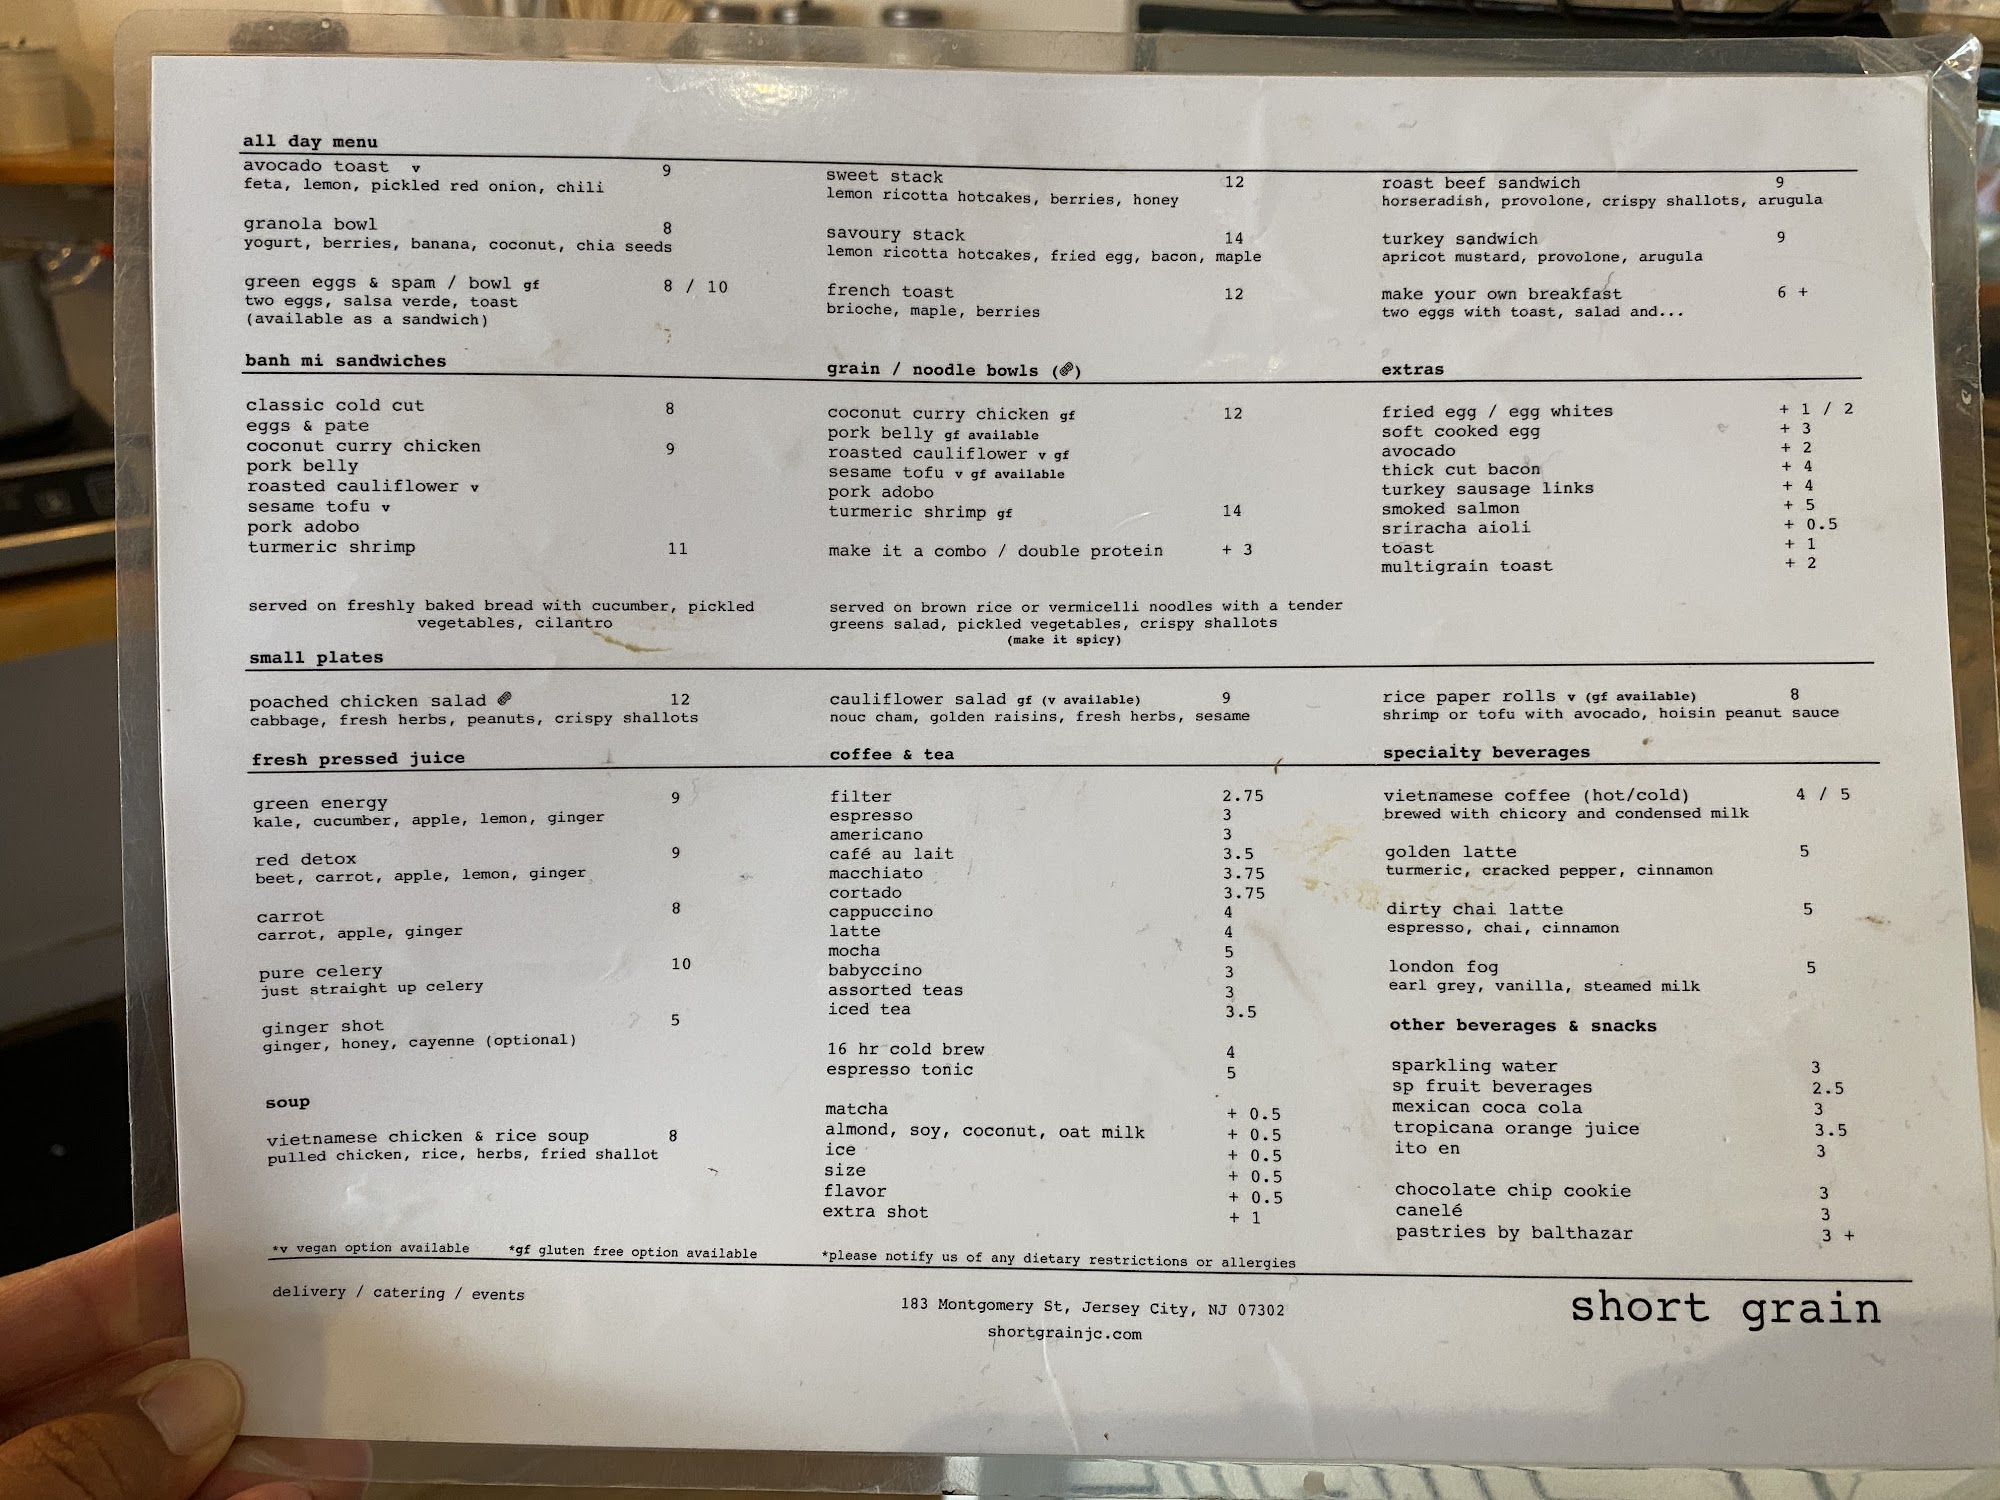 all day menu
avocado toast v 9
feta, lemon, pickled red onion, chili
granola bowl 8
yogurt, berries, banana, coconut, chia seeds
green eggs & spam / bowl gf 8 / 10
two eggs, salsa verde, toast
(available as a sandwich)
sweet stack 12
lemon ricotta hotcakes, berries, honey
savoury stack 14
lemon ricotta hotcakes, fried egg, bacon, maple
french toast 12
brioche, maple, berries
roast beef sandwich 9
horseradish, provolone, crispy shallots, arugula
turkey sandwich 9
apricot mustard, provolone, arugula
make your own breakfast 6 +
two eggs with toast, salad and...
banh mi sandwiches
classic cold cut 8
eggs & pate
coconut curry chicken 9
pork belly
roasted cauliflower v
sesame tofu v
pork adobo
turmeric shrimp 11
served on freshly baked bread with cucumber, pickled
vegetables, cilantro
grain / noodle bowls (🥜)
coconut curry chicken gf 12
pork belly gf available
roasted cauliflower v gf
sesame tofu v gf available
pork adobo
turmeric shrimp gf 14
make it a combo / double protein + 3
served on brown rice or vermicelli noodles with a tender
greens salad, pickled vegetables, crispy shallots
(make it spicy)
extras
fried egg / egg whites + 1 / 2
soft cooked egg + 3
avocado + 2
thick cut bacon + 4
turkey sausage links + 4
smoked salmon + 5
sriracha aioli + 0.5
toast + 1
multigrain toast + 2
small plates
poached chicken salad 🥜 12
cabbage, fresh herbs, peanuts, crispy shallots
cauliflower salad gf (v available) 9
nouc cham, golden raisins, fresh herbs, sesame
rice paper rolls v (gf available) 8
shrimp or tofu with avocado, hoisin peanut sauce
fresh pressed juice
green energy 9
kale, cucumber, apple, lemon, ginger
red detox 9
beet, carrot, apple, lemon, ginger
carrot 8
carrot, apple, ginger
pure celery 10
just straight up celery
ginger shot 5
ginger, honey, cayenne (optional)
soup
vietnamese chicken & rice soup 8
pulled chicken, rice, herbs, fried shallot
coffee & tea
filter 2.75
espresso 3
americano 3
café au lait 3.5
macchiato 3.75
cortado 3.75
cappuccino 4
latte 4
mocha 5
babyccino 3
assorted teas 3
iced tea 3.5
16 hr cold brew 4
espresso tonic 5
matcha + 0.5
almond, soy, coconut, oat milk + 0.5
ice + 0.5
size + 0.5
flavor + 0.5
extra shot + 1
specialty beverages
vietnamese coffee (hot/cold) 4 / 5
brewed with chicory and condensed milk
golden latte 5
turmeric, cracked pepper, cinnamon
dirty chai latte 5
espresso, chai, cinnamon
london fog 5
earl grey, vanilla, steamed milk
other beverages & snacks
sparkling water 3
sp fruit beverages 2.5
mexican coca cola 3
tropicana orange juice 3.5
ito en 3
chocolate chip cookie 3
canelé 3
pastries by balthazar 3 +
*v vegan option available *gf gluten free option available *please notify us of any dietary restrictions or allergies
delivery / catering / events
183 Montgomery St, Jersey City, NJ 07302
shortgrainjc.com
short grain